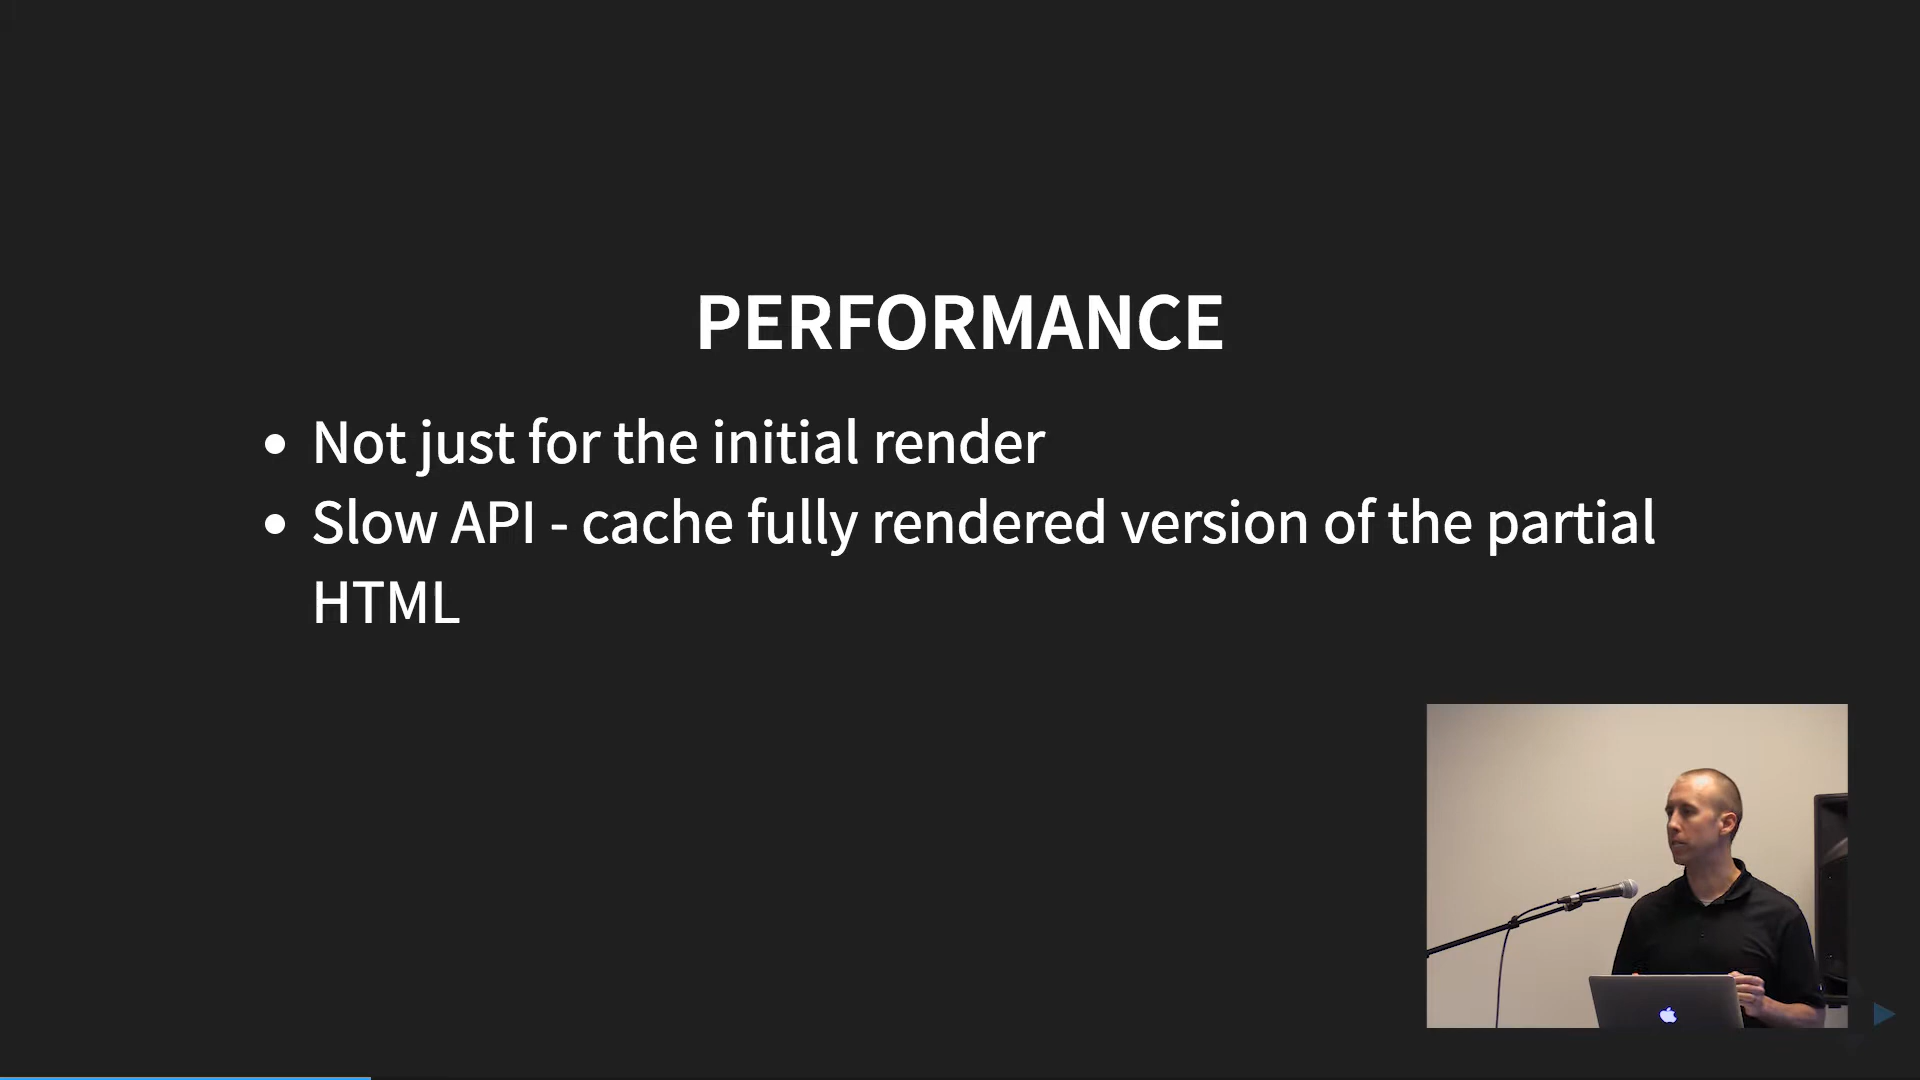 PERFORMANCE
Not just for the initial render
Slow API - cache fully rendered version of the partial
HTML